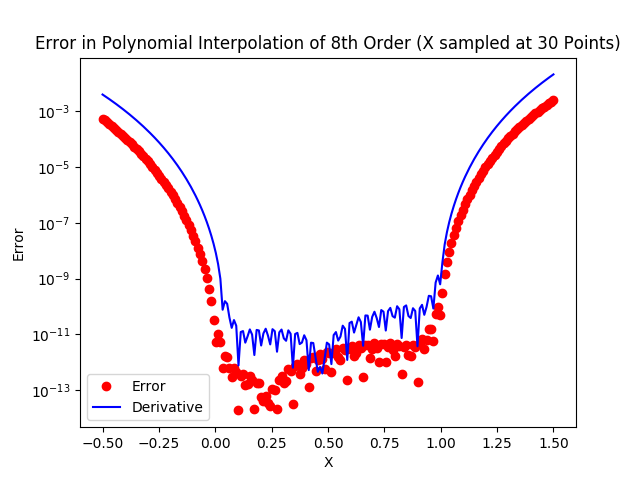 Error in Polynomial Interpolation of 8th Order (X sampled at 30 Points)
Error
10⁻³
10⁻⁵
10⁻⁷
10⁻⁹
10⁻¹¹
10⁻¹³
Error
Derivative
−0.50 −0.25 0.00 0.25 0.50 0.75 1.00 1.25 1.50
X